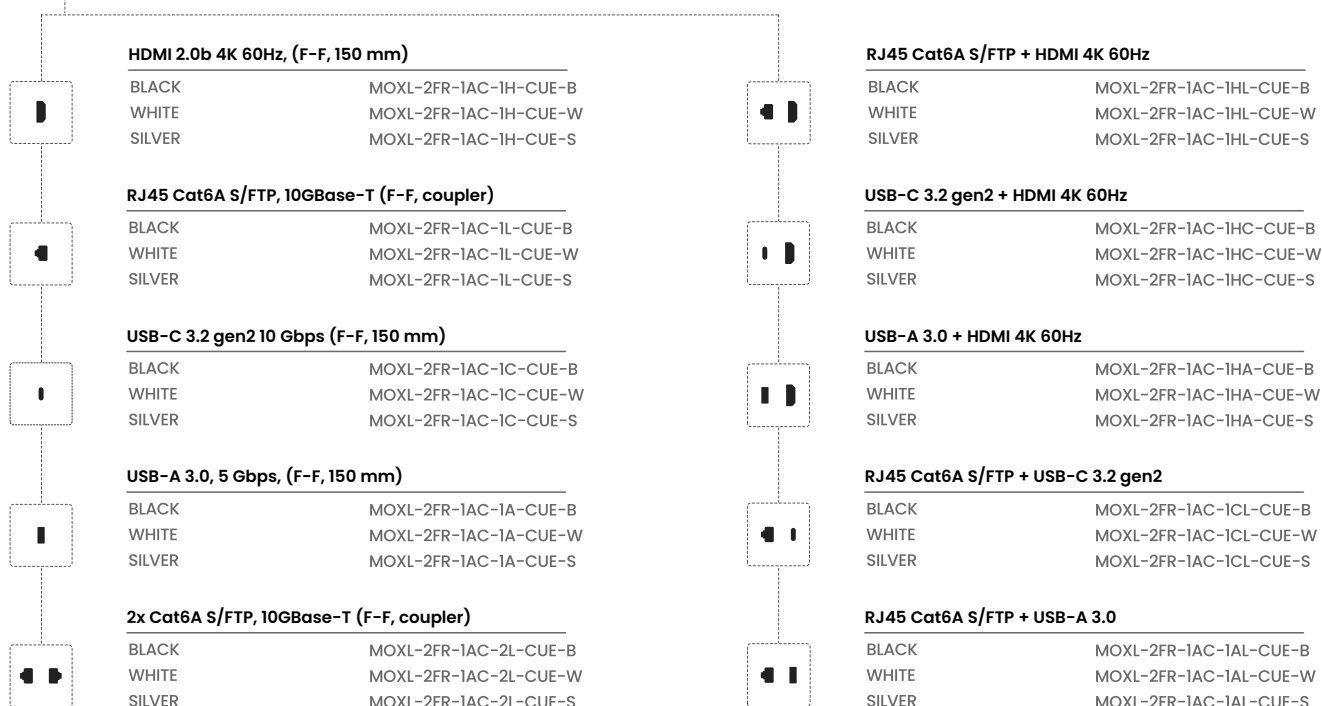 HDMI 2.0b 4K 60Hz, (F-F, 150 mm)
BLACK MOXL-2FR-1AC-1H-CUE-B
WHITE MOXL-2FR-1AC-1H-CUE-W
SILVER MOXL-2FR-1AC-1H-CUE-S
RJ45 Cat6A S/FTP, 10GBase-T (F-F, coupler)
BLACK MOXL-2FR-1AC-1L-CUE-B
WHITE MOXL-2FR-1AC-1L-CUE-W
SILVER MOXL-2FR-1AC-1L-CUE-S
USB-C 3.2 gen2 10 Gbps (F-F, 150 mm)
BLACK MOXL-2FR-1AC-1C-CUE-B
WHITE MOXL-2FR-1AC-1C-CUE-W
SILVER MOXL-2FR-1AC-1C-CUE-S
USB-A 3.0, 5 Gbps, (F-F, 150 mm)
BLACK MOXL-2FR-1AC-1A-CUE-B
WHITE MOXL-2FR-1AC-1A-CUE-W
SILVER MOXL-2FR-1AC-1A-CUE-S
2x Cat6A S/FTP, 10GBase-T (F-F, coupler)
BLACK MOXL-2FR-1AC-2L-CUE-B
WHITE MOXL-2FR-1AC-2L-CUE-W
SILVER MOXL-2FR-1AC-2L-CUE-S
RJ45 Cat6A S/FTP + HDMI 4K 60Hz
BLACK MOXL-2FR-1AC-1HL-CUE-B
WHITE MOXL-2FR-1AC-1HL-CUE-W
SILVER MOXL-2FR-1AC-1HL-CUE-S
USB-C 3.2 gen2 + HDMI 4K 60Hz
BLACK MOXL-2FR-1AC-1HC-CUE-B
WHITE MOXL-2FR-1AC-1HC-CUE-W
SILVER MOXL-2FR-1AC-1HC-CUE-S
USB-A 3.0 + HDMI 4K 60Hz
BLACK MOXL-2FR-1AC-1HA-CUE-B
WHITE MOXL-2FR-1AC-1HA-CUE-W
SILVER MOXL-2FR-1AC-1HA-CUE-S
RJ45 Cat6A S/FTP + USB-C 3.2 gen2
BLACK MOXL-2FR-1AC-1CL-CUE-B
WHITE MOXL-2FR-1AC-1CL-CUE-W
SILVER MOXL-2FR-1AC-1CL-CUE-S
RJ45 Cat6A S/FTP + USB-A 3.0
BLACK MOXL-2FR-1AC-1AL-CUE-B
WHITE MOXL-2FR-1AC-1AL-CUE-W
SILVER MOXL-2FR-1AC-1AL-CUE-S